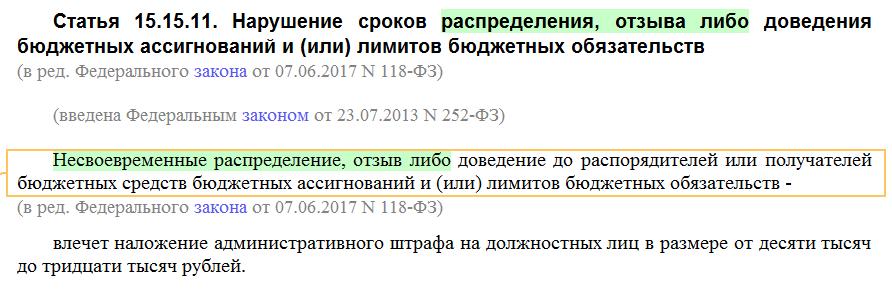 Статья 15.15.11. Нарушение сроков распределения, отзыва либо доведения
бюджетных ассигнований и (или) лимитов бюджетных обязательств
(в ред. Федерального закона от 07.06.2017 N 118-ФЗ)
(введена Федеральным законом от 23.07.2013 N 252-ФЗ)
Несвоевременные распределение, отзыв либо доведение до распорядителей или получателей
бюджетных средств бюджетных ассигнований и (или) лимитов бюджетных обязательств -
(в ред. Федерального закона от 07.06.2017 N 118-ФЗ)
влечет наложение административного штрафа на должностных лиц в размере от десяти тысяч
до тридцати тысяч рублей.